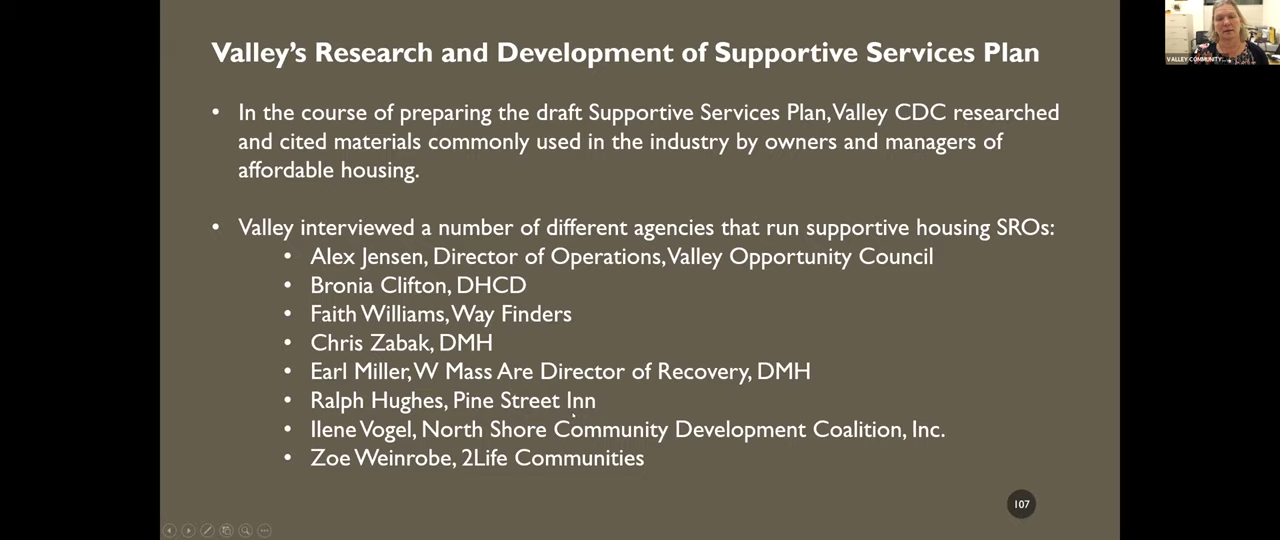 Valley's Research and Development of Supportive Services Plan
• In the course of preparing the draft Supportive Services Plan, Valley CDC researched
and cited materials commonly used in the industry by owners and managers of
affordable housing.
• Valley interviewed a number of different agencies that run supportive housing SROs:
• Alex Jensen, Director of Operations, Valley Opportunity Council
• Bronia Clifton, DHCD
• Faith Williams, Way Finders
• Chris Zabak, DMH
• Earl Miller, W Mass Are Director of Recovery, DMH
• Ralph Hughes, Pine Street Inn
• Ilene Vogel, North Shore Community Development Coalition, Inc.
• Zoe Weinrobe, 2Life Communities
107
VALLEY COMMUNITY